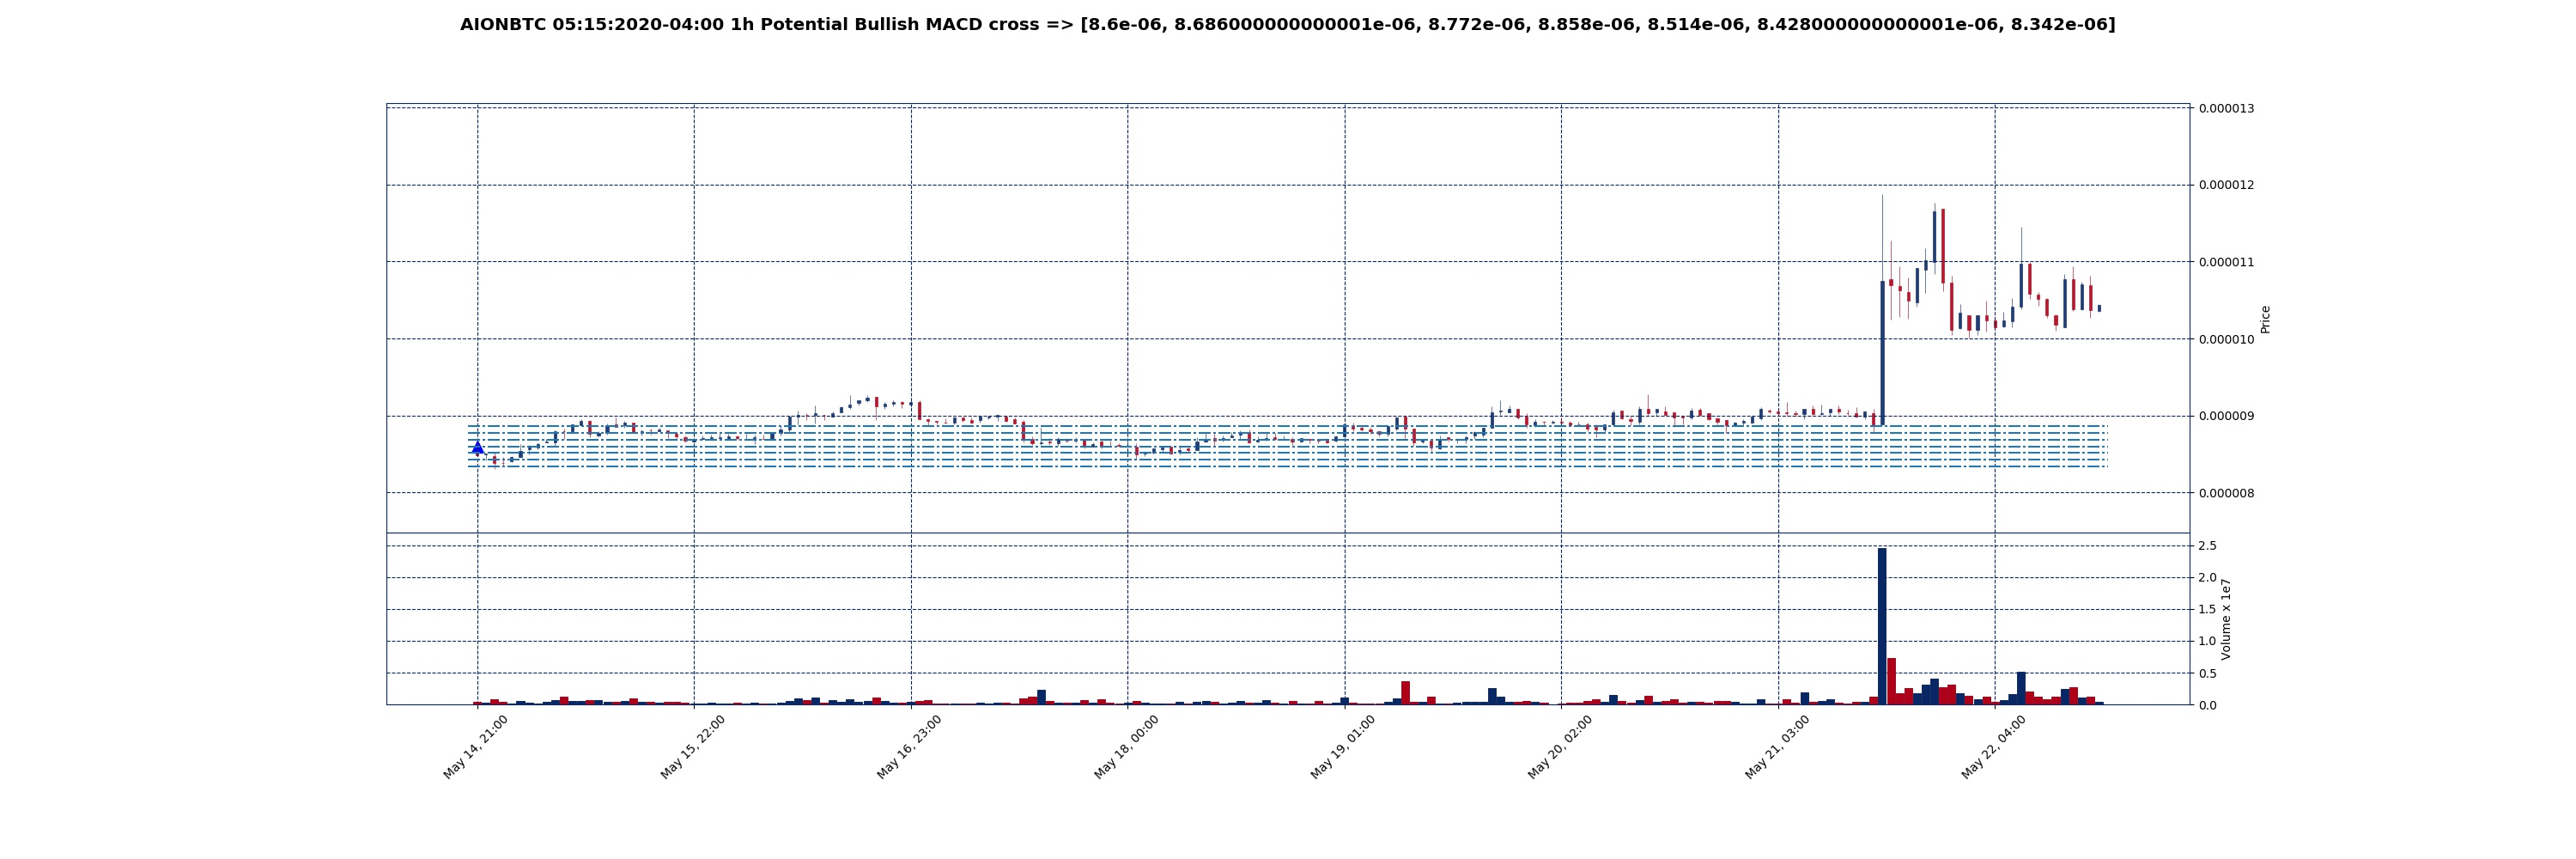 AIONBTC 05:15:2020-04:00 1h Potential Bullish MACD cross => [8.6e-06, 8.686000000000001e-06, 8.772e-06, 8.858e-06, 8.514e-06, 8.428000000000001e-06, 8.342e-06]
0.000013
0.000012
0.000011
0.000010
0.000009
0.000008
Price
2.5
2.0
1.5
1.0
0.5
0.0
Volume x 1e7
May 14, 21:00
May 15, 22:00
May 16, 23:00
May 18, 00:00
May 19, 01:00
May 20, 02:00
May 21, 03:00
May 22, 04:00